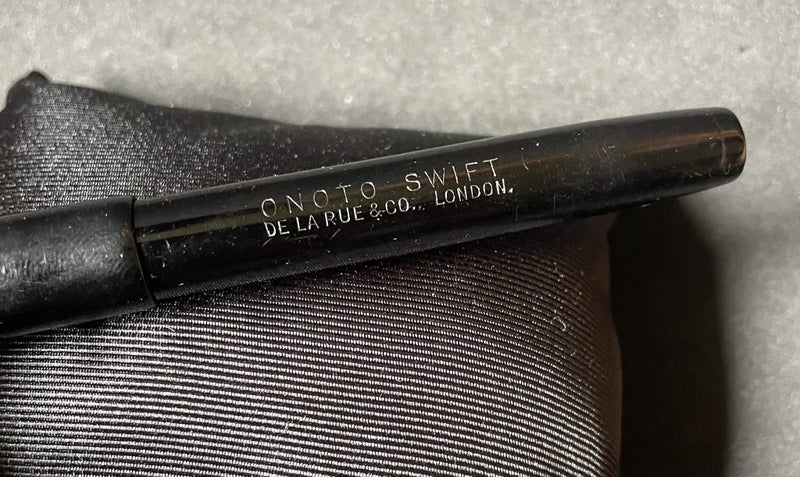 ONOTO SWIFT
DE LA RUE & CO., LONDON.